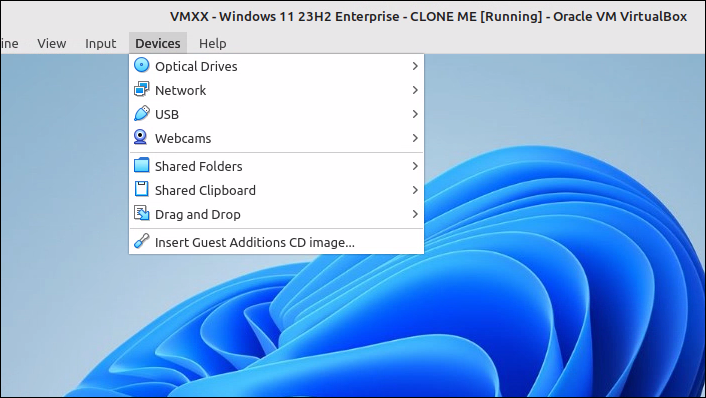 VMXX - Windows 11 23H2 Enterprise - CLONE ME [Running] - Oracle VM VirtualBox
ine View Input Devices Help
Optical Drives
Network
USB
Webcams
Shared Folders
Shared Clipboard
Drag and Drop
Insert Guest Additions CD image...